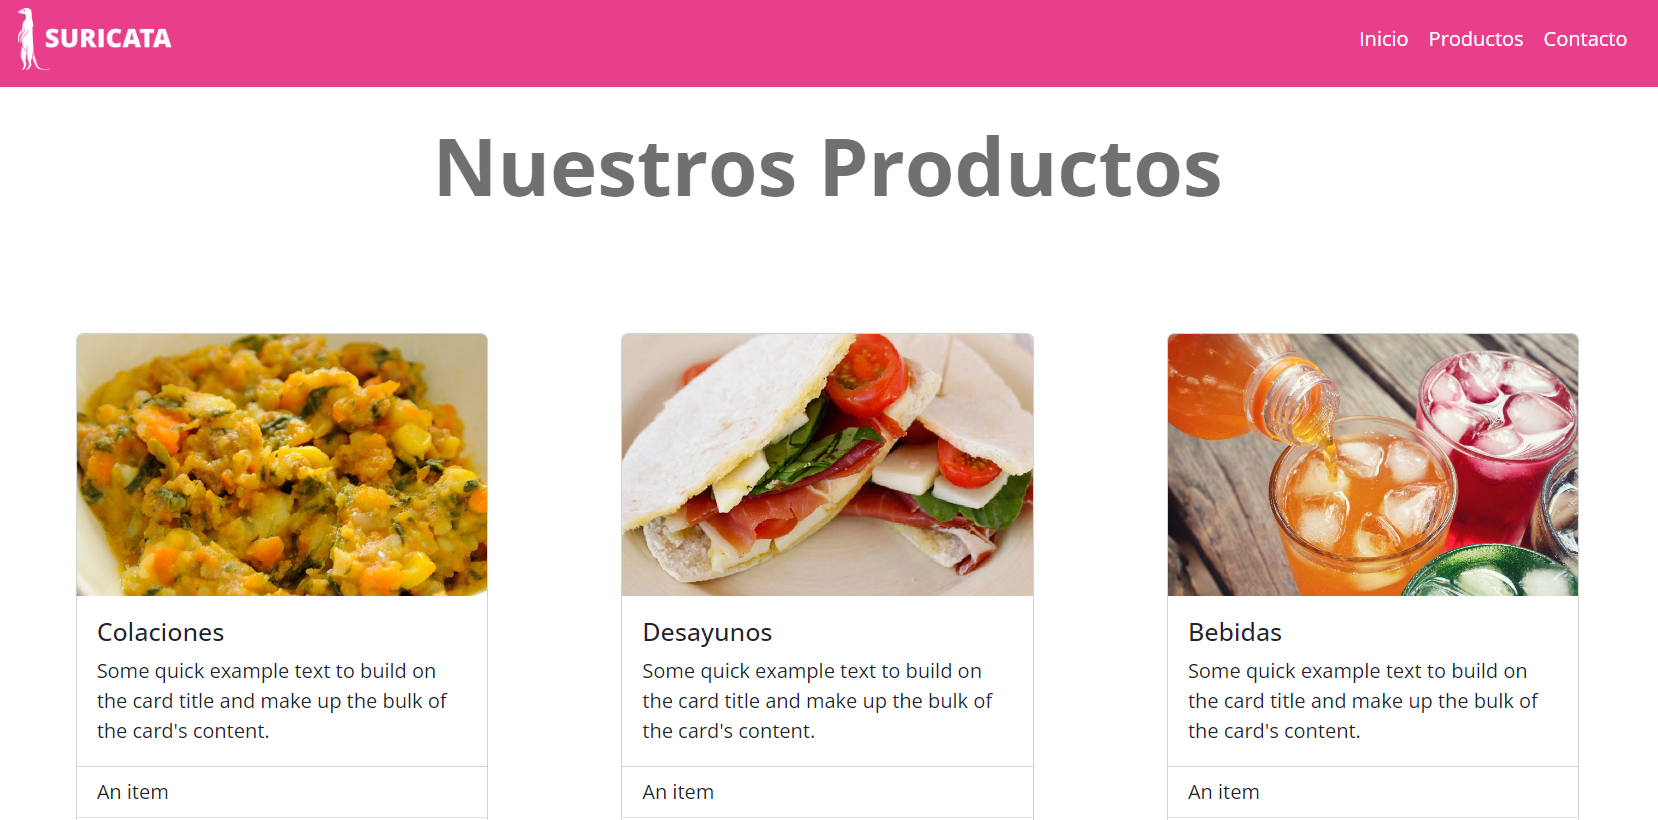 SURICATA
Inicio Productos Contacto
Nuestros Productos
Colaciones
Some quick example text to build on
the card title and make up the bulk of
the card's content.
An item
Desayunos
Some quick example text to build on
the card title and make up the bulk of
the card's content.
An item
Bebidas
Some quick example text to build on
the card title and make up the bulk of
the card's content.
An item